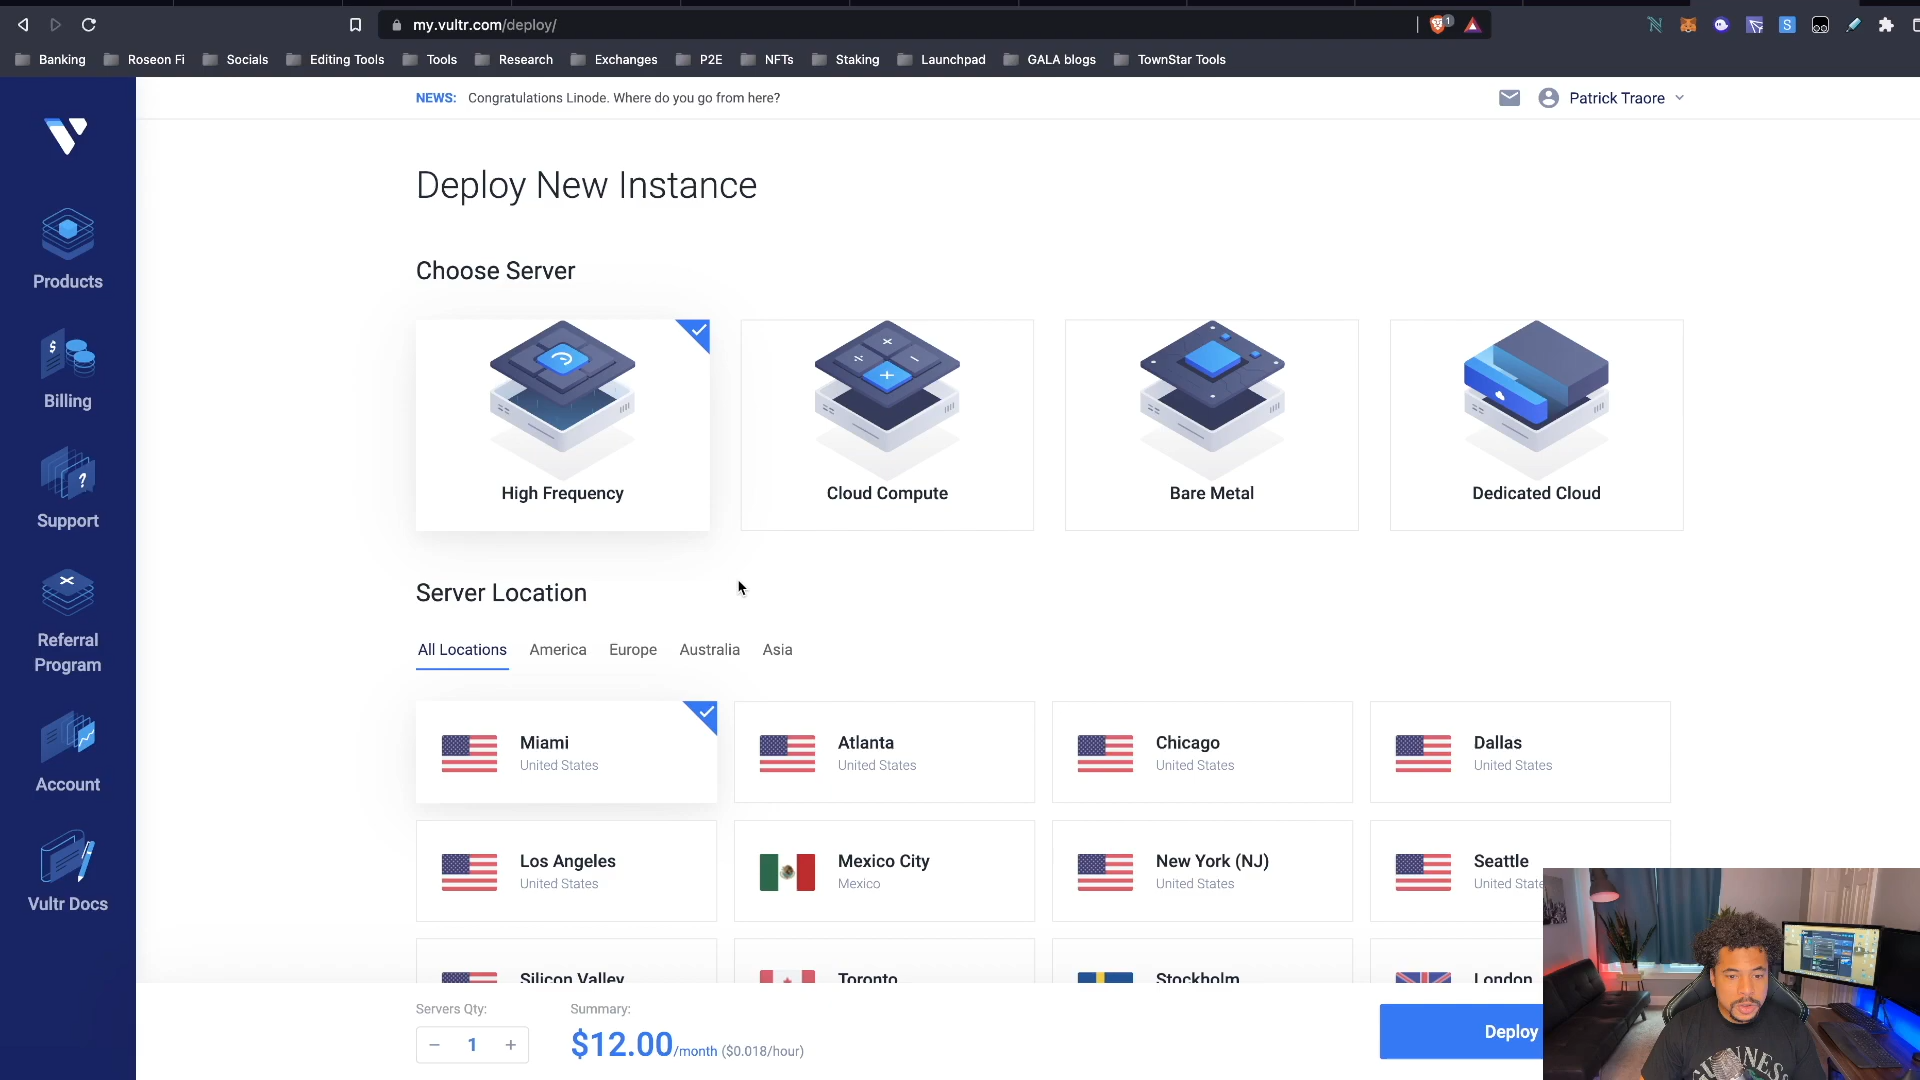 my.vultr.com/deploy/
1
S
Banking
Roseon Fi
Socials
Editing Tools
Tools
Research
Exchanges
P2E
NFTs
Staking
Launchpad
GALA blogs
TownStar Tools
NEWS: Congratulations Linode. Where do you go from here?
Patrick Traore
Products
Billing
Support
Referral
Program
Account
Vultr Docs
Deploy New Instance
Choose Server
High Frequency
Cloud Compute
Bare Metal
Dedicated Cloud
Server Location
All Locations
America
Europe
Australia
Asia
Miami
United States
Atlanta
United States
Chicago
United States
Dallas
United States
Los Angeles
United States
Mexico City
Mexico
New York (NJ)
United States
Seattle
United State
Silicon Valley
Toronto
Stockholm
London
Servers Qty:
− 1 +
Summary:
$12.00/month ($0.018/hour)
Deploy
GUINNESS